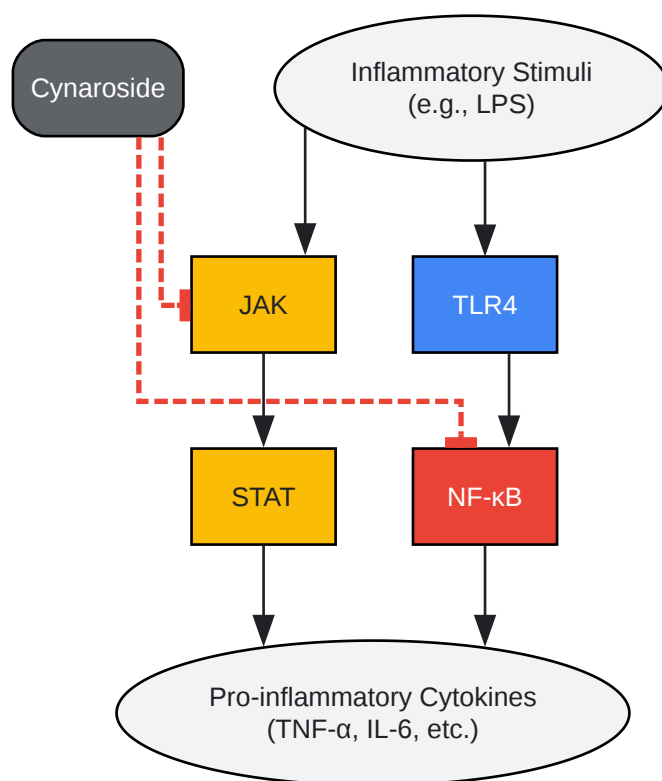 Cynaroside
Inflammatory Stimuli
(e.g., LPS)
JAK
TLR4
STAT
NF-κB
Pro-inflammatory Cytokines
(TNF-α, IL-6, etc.)